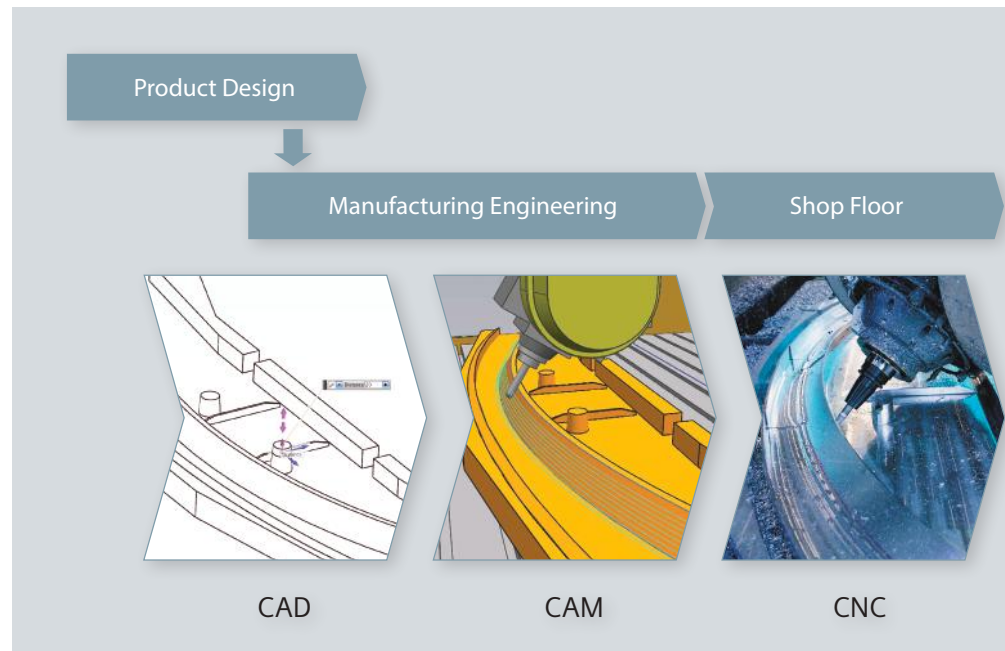 Product Design
Manufacturing Engineering
Shop Floor
CAD
CAM
CNC